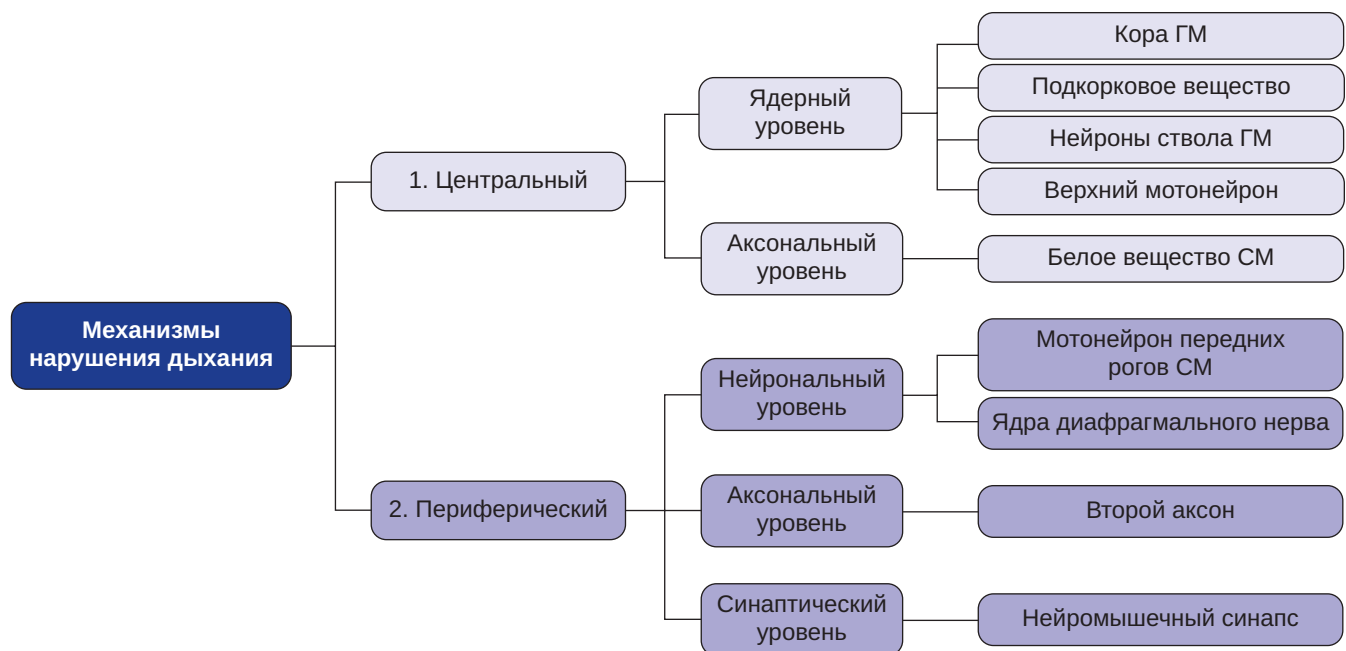 Механизмы
нарушения дыхания
1. Центральный
Ядерный
уровень
Кора ГМ
Подкорковое вещество
Нейроны ствола ГМ
Верхний мотонейрон
Аксональный
уровень
Белое вещество СМ
2. Периферический
Нейрональный
уровень
Мотонейрон передних
рогов СМ
Ядра диафрагмального нерва
Аксональный
уровень
Второй аксон
Синаптический
уровень
Нейромышечный синапс